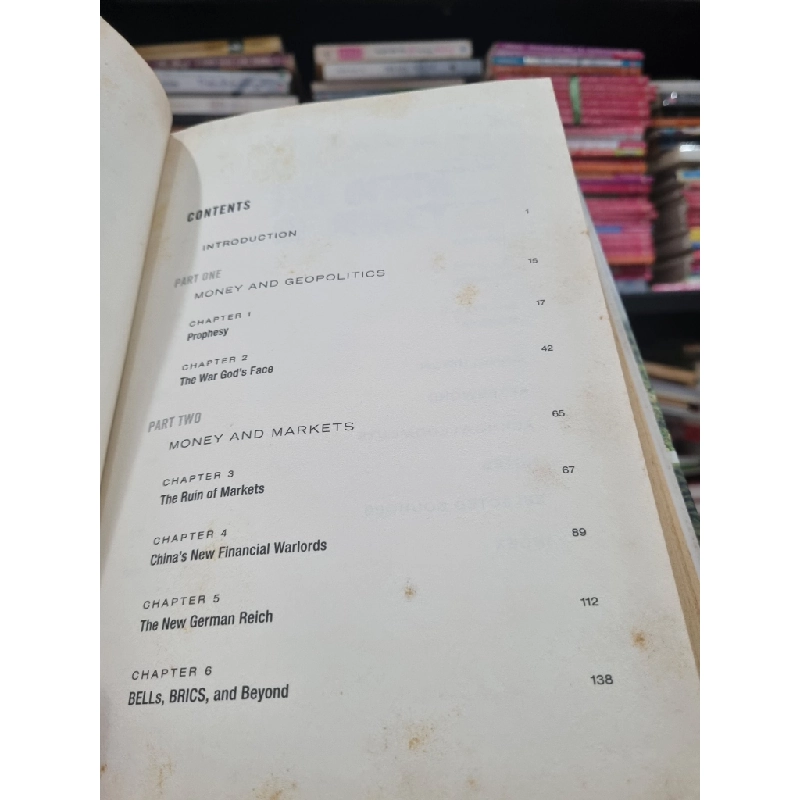 CONTENTS
INTRODUCTION 1
PART ONE
MONEY AND GEOPOLITICS 15
CHAPTER 1
Prophesy 17
CHAPTER 2
The War God's Face 42
PART TWO
MONEY AND MARKETS 65
CHAPTER 3
The Ruin of Markets 67
CHAPTER 4
China's New Financial Warlords 89
CHAPTER 5
The New German Reich 112
CHAPTER 6
BELLs, BRICS, and Beyond 138